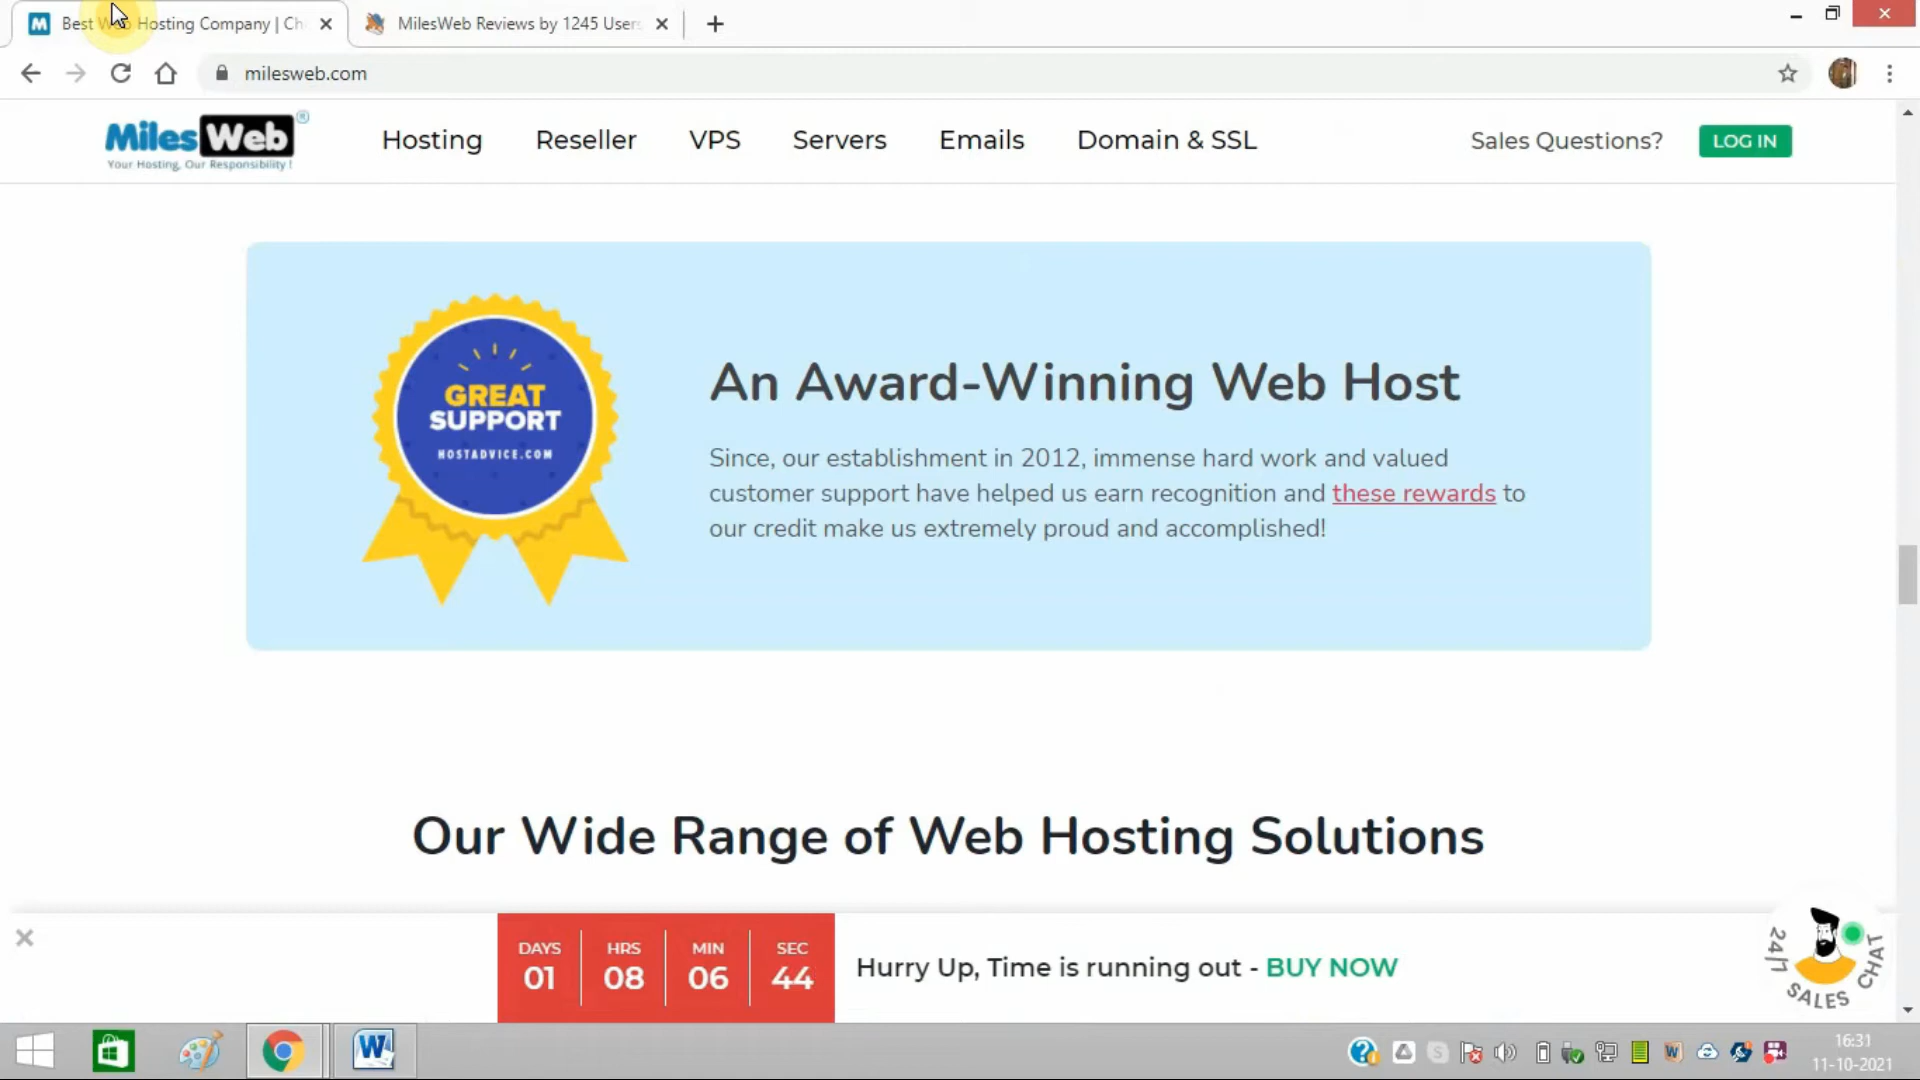 Best Web Hosting Company | Ch
MilesWeb Reviews by 1245 Users
milesweb.com
Miles Web ®
Your Hosting, Our Responsibility !
Hosting
Reseller
VPS
Servers
Emails
Domain & SSL
Sales Questions?
LOG IN
GREAT
SUPPORT
HOSTADVICE.COM
An Award-Winning Web Host
Since, our establishment in 2012, immense hard work and valued
customer support have helped us earn recognition and these rewards to
our credit make us extremely proud and accomplished!
Our Wide Range of Web Hosting Solutions
DAYS HRS MIN SEC
01 08 06 44
Hurry Up, Time is running out - BUY NOW
24/7 SALES CHAT
16:31
11-10-2021